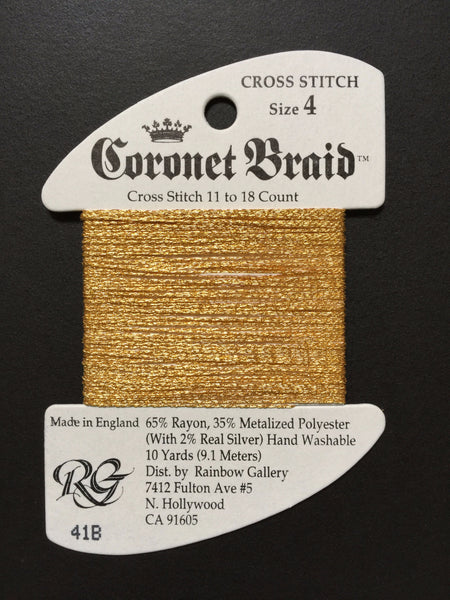 CROSS STITCH
Size 4
Coronet Braid™
Cross Stitch 11 to 18 Count
Made in England
65% Rayon, 35% Metalized Polyester
(With 2% Real Silver) Hand Washable
10 Yards (9.1 Meters)
Dist. by Rainbow Gallery
7412 Fulton Ave #5
N. Hollywood
CA 91605
RG
41B